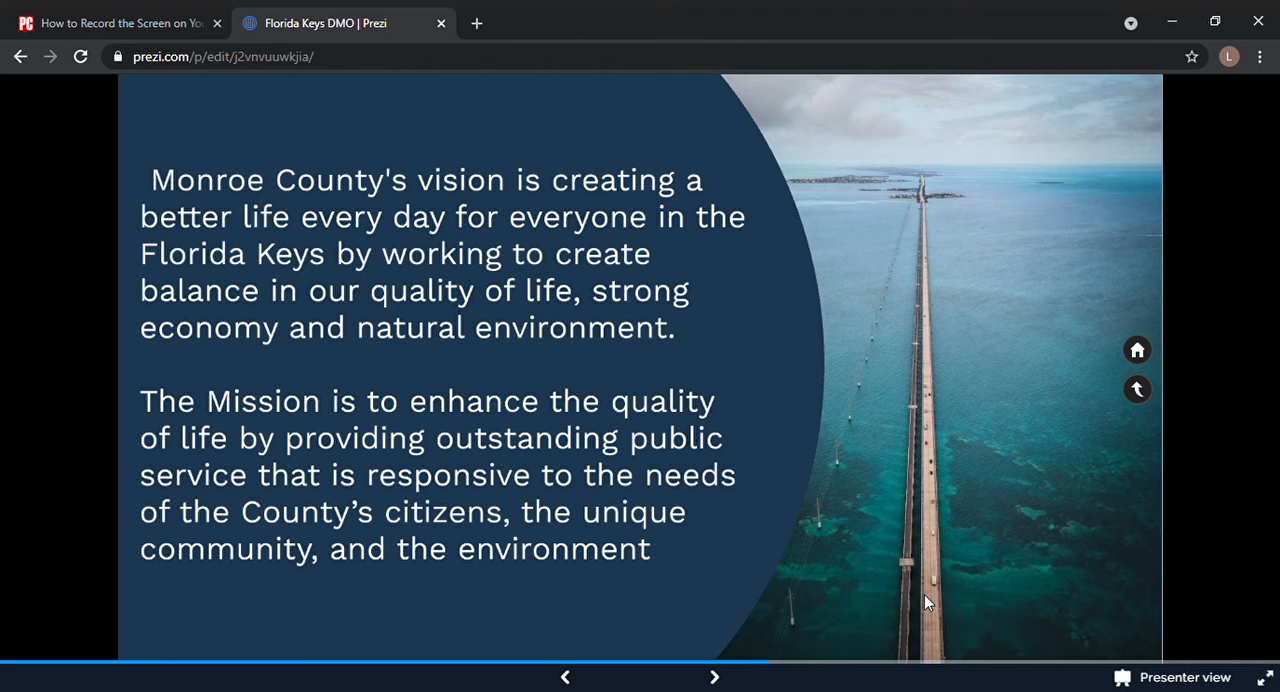 How to Record the Screen on You
Florida Keys DMO | Prezi
prezi.com/p/edit/j2vnvuuwkjia/
L
Monroe County's vision is creating a
better life every day for everyone in the
Florida Keys by working to create
balance in our quality of life, strong
economy and natural environment.
The Mission is to enhance the quality
of life by providing outstanding public
service that is responsive to the needs
of the County’s citizens, the unique
community, and the environment
Presenter view